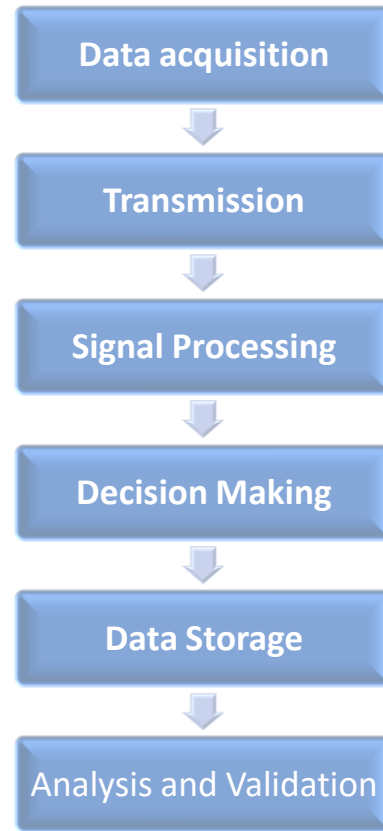 Data acquisition
Transmission
Signal Processing
Decision Making
Data Storage
Analysis and Validation